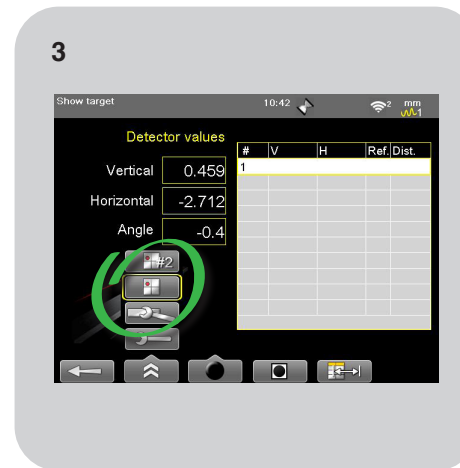 3
Show target 10:42 2 mm
1
Detector values
# V H Ref. Dist.
1
Vertical 0.459
Horizontal -2.712
Angle -0.4
#2